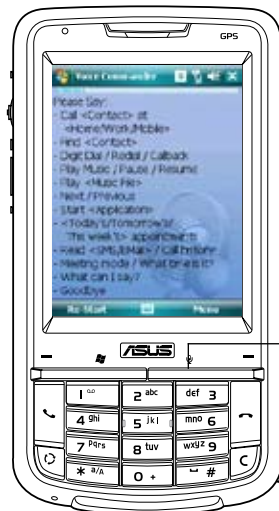 GPS
Voice Commander
Please Say:
- Call <Contact> at
<Home/Work/Mobile>
- Find <Contact>
- Digit Dial / Redial / Callback
- Play Music / Pause / Resume
- Play <Music File>
- Next / Previous
- Start <Application>
- <Today's/Tomorrow's/
This week's> appointments
- Read <SMS/EMail> / Call history
- Meeting mode / What time is it?
- What can I say?
- Goodbye
Re-Start Menu
ASUS
1 2 abc def 3
4 ghi 5 jkl mno 6
7 Pqrs 8 tuv wxyz 9
* a/A 0 + #